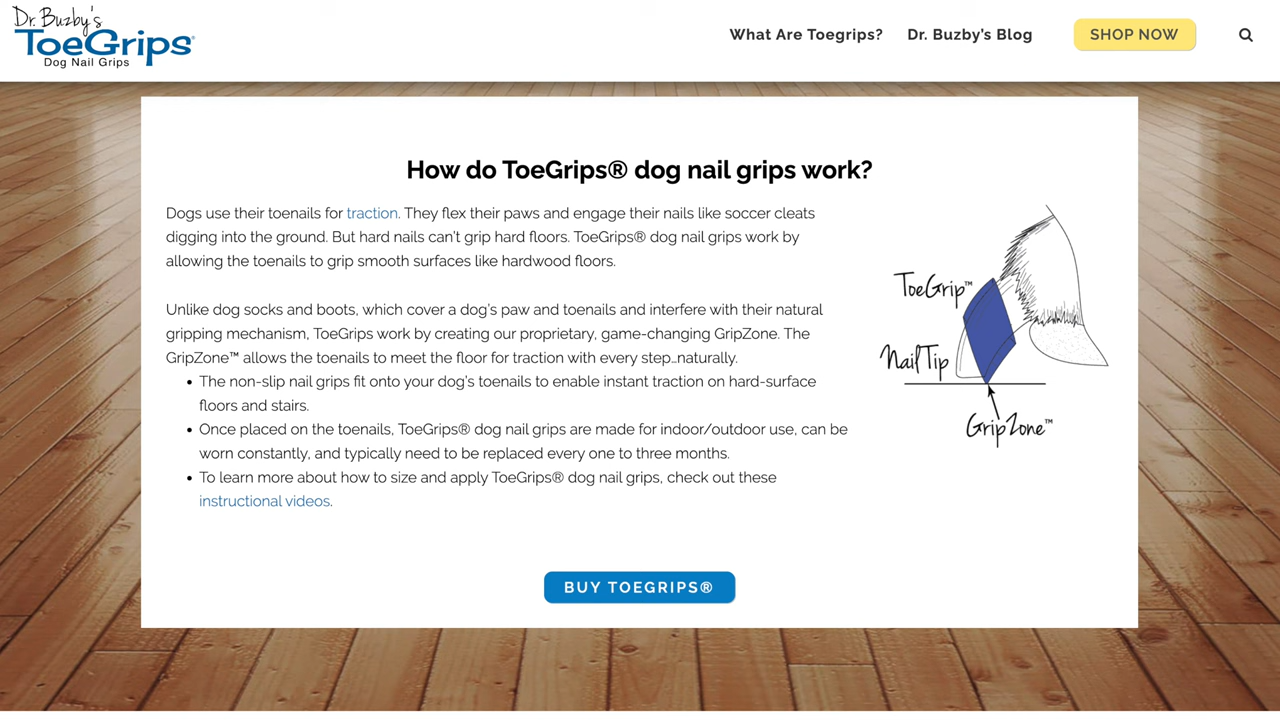 Dr. Buzby's
ToeGrips®
Dog Nail Grips
What Are Toegrips?
Dr. Buzby's Blog
SHOP NOW
How do ToeGrips® dog nail grips work?
Dogs use their toenails for traction. They flex their paws and engage their nails like soccer cleats
digging into the ground. But hard nails can't grip hard floors. ToeGrips® dog nail grips work by
allowing the toenails to grip smooth surfaces like hardwood floors.
Unlike dog socks and boots, which cover a dog's paw and toenails and interfere with their natural
gripping mechanism, ToeGrips work by creating our proprietary, game-changing GripZone. The
GripZone™ allows the toenails to meet the floor for traction with every step…naturally.
• The non-slip nail grips fit onto your dog's toenails to enable instant traction on hard-surface
floors and stairs.
• Once placed on the toenails, ToeGrips® dog nail grips are made for indoor/outdoor use, can be
worn constantly, and typically need to be replaced every one to three months.
• To learn more about how to size and apply ToeGrips® dog nail grips, check out these
instructional videos.
ToeGrip™
Nail Tip
GripZone™
BUY TOEGRIPS®